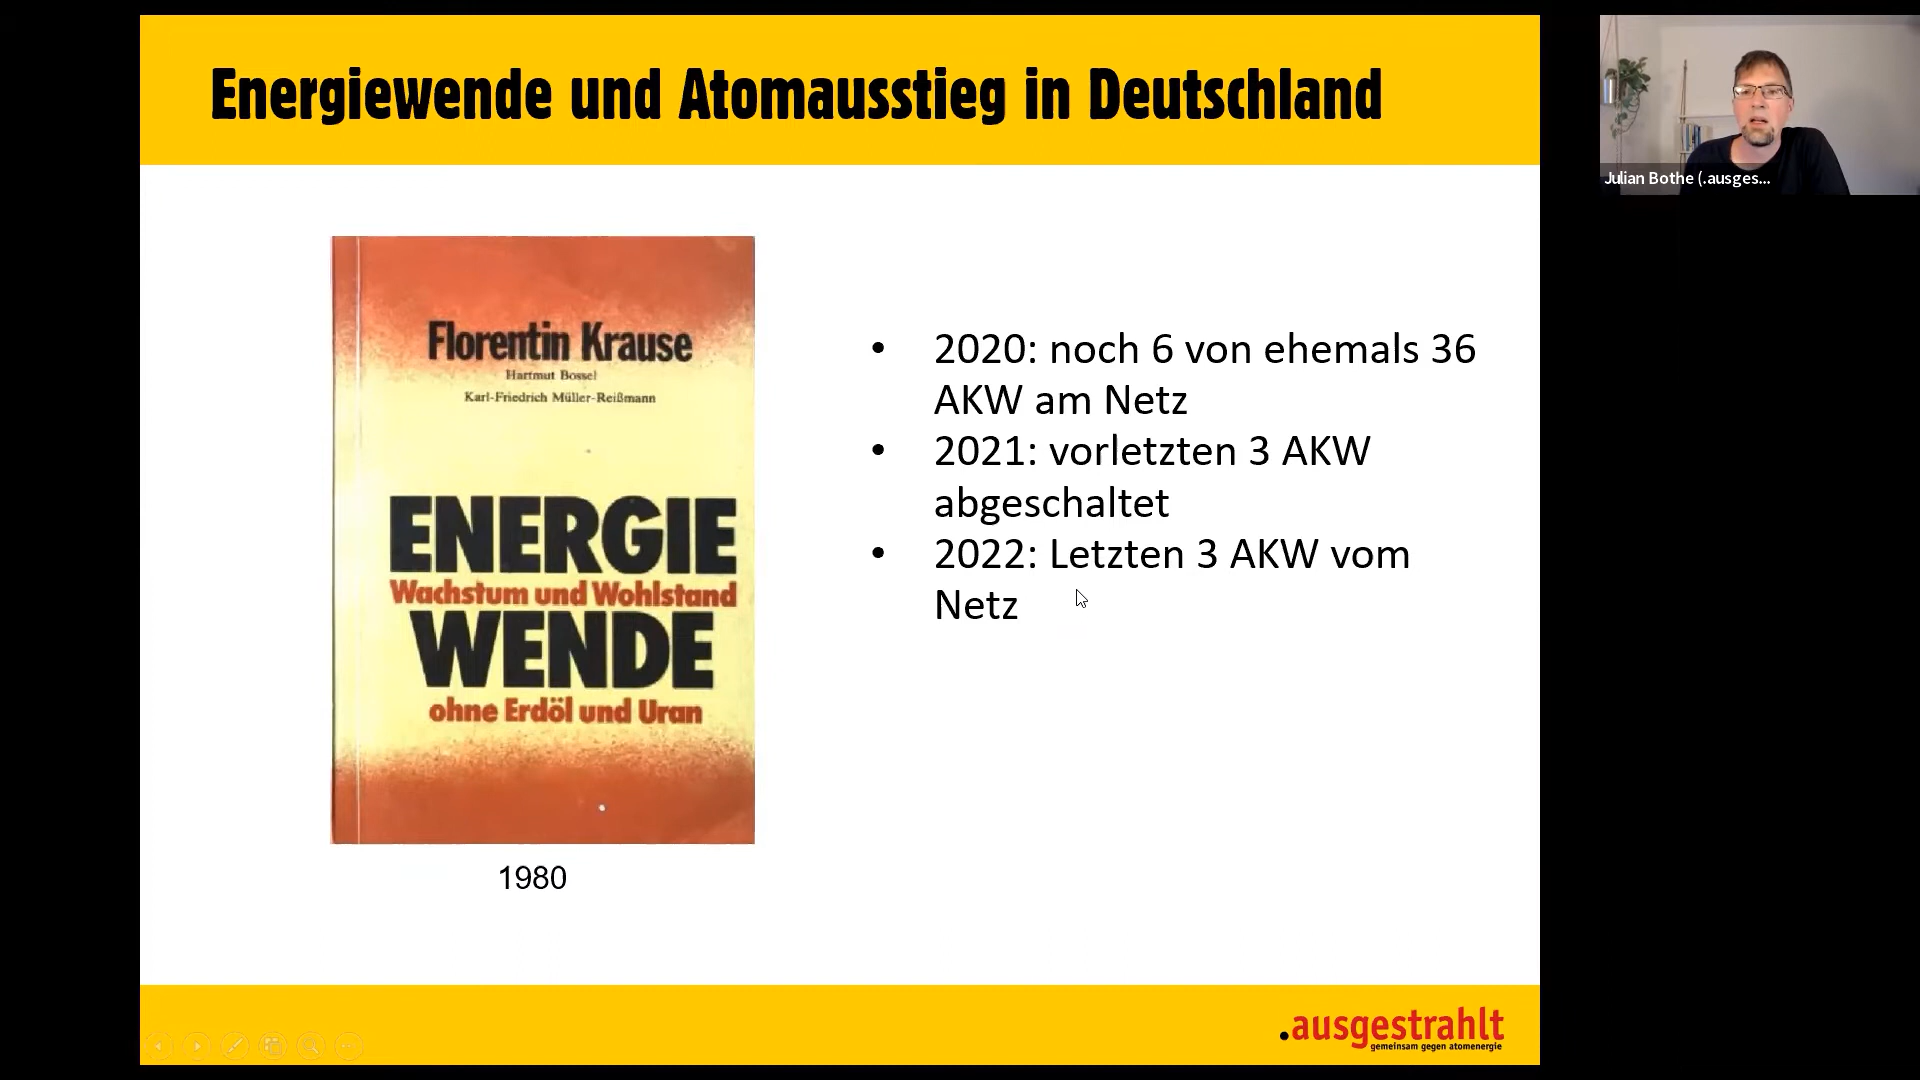 Energiewende und Atomausstieg in Deutschland
Julian Bothe (.ausges...
Florentin Krause
Hartmut Bossel
Karl-Friedrich Müller-Reißmann
ENERGIE
Wachstum und Wohlstand
WENDE
ohne Erdöl und Uran
1980
• 2020: noch 6 von ehemals 36
AKW am Netz
• 2021: vorletzten 3 AKW
abgeschaltet
• 2022: Letzten 3 AKW vom
Netz
.ausgestrahlt
gemeinsam gegen atomenergie